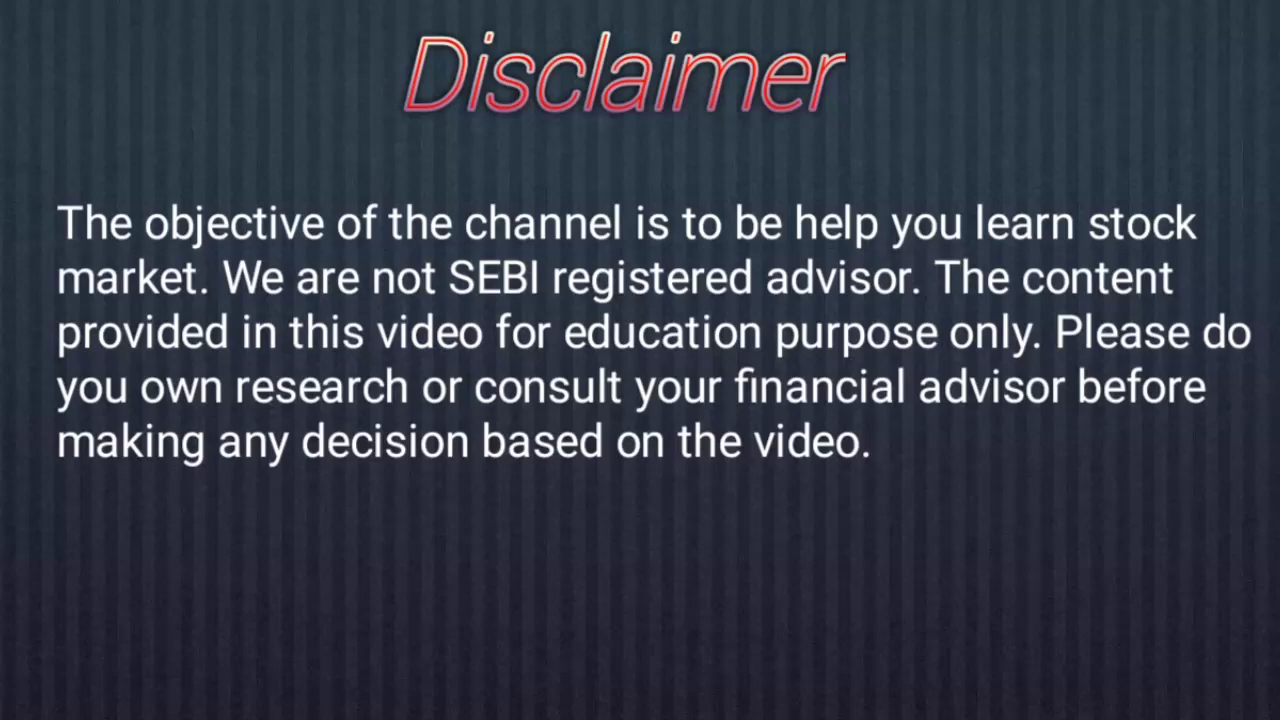 Disclaimer
The objective of the channel is to be help you learn stock
market. We are not SEBI registered advisor. The content
provided in this video for education purpose only. Please do
you own research or consult your financial advisor before
making any decision based on the video.